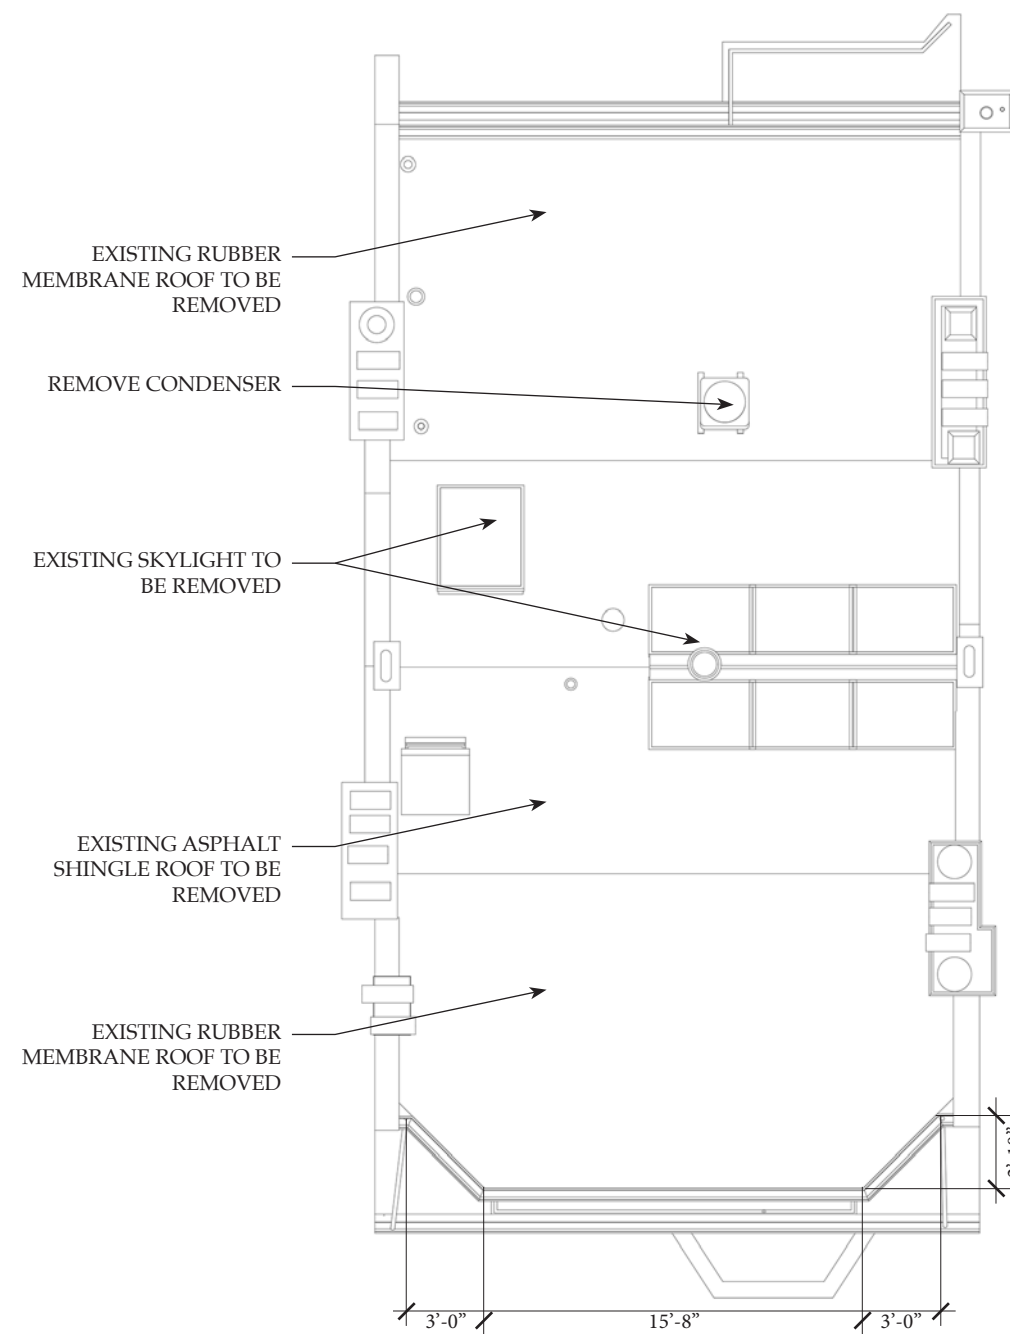 EXISTING RUBBER
MEMBRANE ROOF TO BE
REMOVED
REMOVE CONDENSER
EXISTING SKYLIGHT TO
BE REMOVED
EXISTING ASPHALT
SHINGLE ROOF TO BE
REMOVED
EXISTING RUBBER
MEMBRANE ROOF TO BE
REMOVED
3’-0”
15’-8”
3’-0”